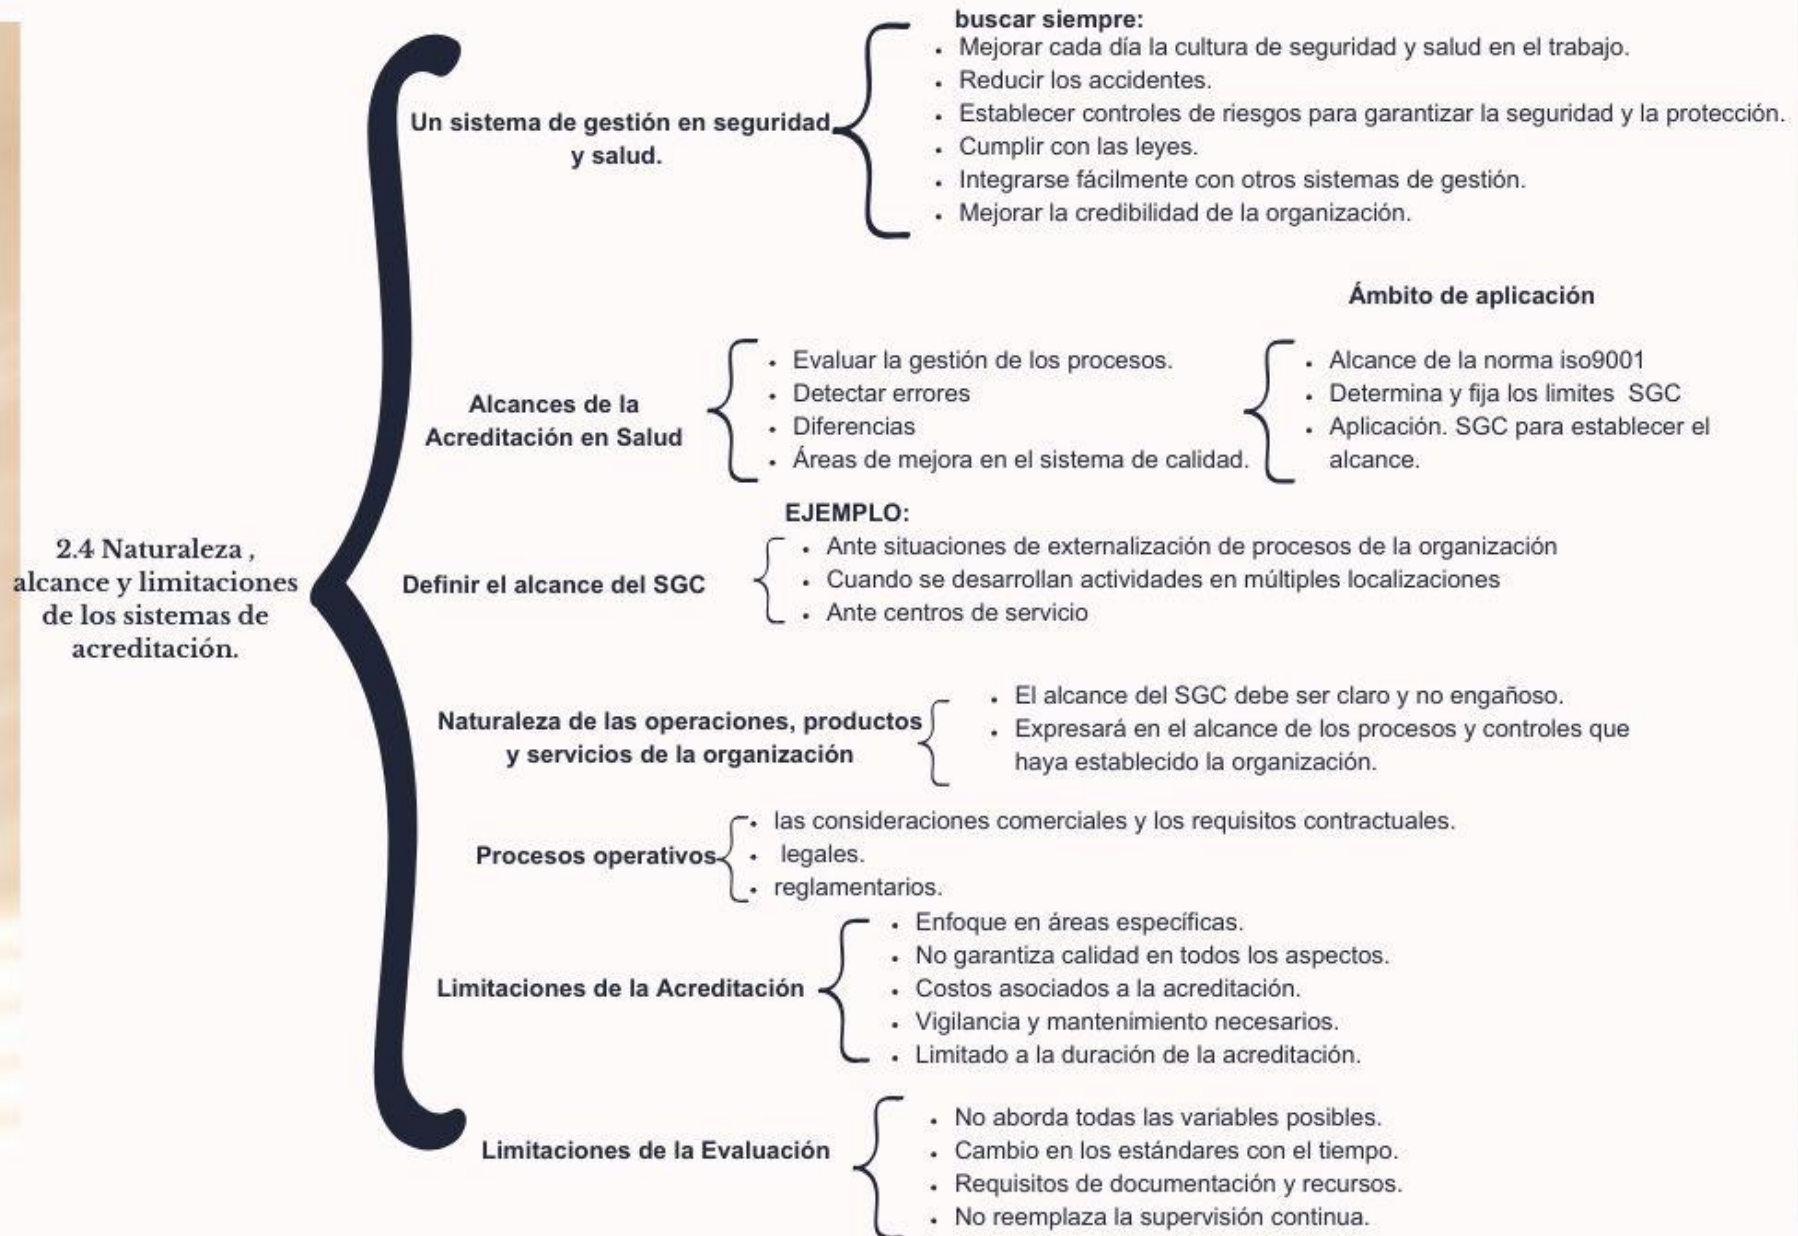 2.4 Naturaleza ,
alcance y limitaciones
de los sistemas de
acreditación.
Un sistema de gestión en seguridad
y salud.
buscar siempre:
• Mejorar cada día la cultura de seguridad y salud en el trabajo.
• Reducir los accidentes.
• Establecer controles de riesgos para garantizar la seguridad y la protección.
• Cumplir con las leyes.
• Integrarse fácilmente con otros sistemas de gestión.
• Mejorar la credibilidad de la organización.
Alcances de la
Acreditación en Salud
• Evaluar la gestión de los procesos.
• Detectar errores
• Diferencias
• Áreas de mejora en el sistema de calidad.
Ámbito de aplicación
• Alcance de la norma iso9001
• Determina y fija los limites SGC
• Aplicación. SGC para establecer el
alcance.
Definir el alcance del SGC
EJEMPLO:
• Ante situaciones de externalización de procesos de la organización
• Cuando se desarrollan actividades en múltiples localizaciones
• Ante centros de servicio
Naturaleza de las operaciones, productos
y servicios de la organización
• El alcance del SGC debe ser claro y no engañoso.
• Expresará en el alcance de los procesos y controles que
haya establecido la organización.
Procesos operativos
• las consideraciones comerciales y los requisitos contractuales.
• legales.
• reglamentarios.
Limitaciones de la Acreditación
• Enfoque en áreas específicas.
• No garantiza calidad en todos los aspectos.
• Costos asociados a la acreditación.
• Vigilancia y mantenimiento necesarios.
• Limitado a la duración de la acreditación.
Limitaciones de la Evaluación
• No aborda todas las variables posibles.
• Cambio en los estándares con el tiempo.
• Requisitos de documentación y recursos.
• No reemplaza la supervisión continua.